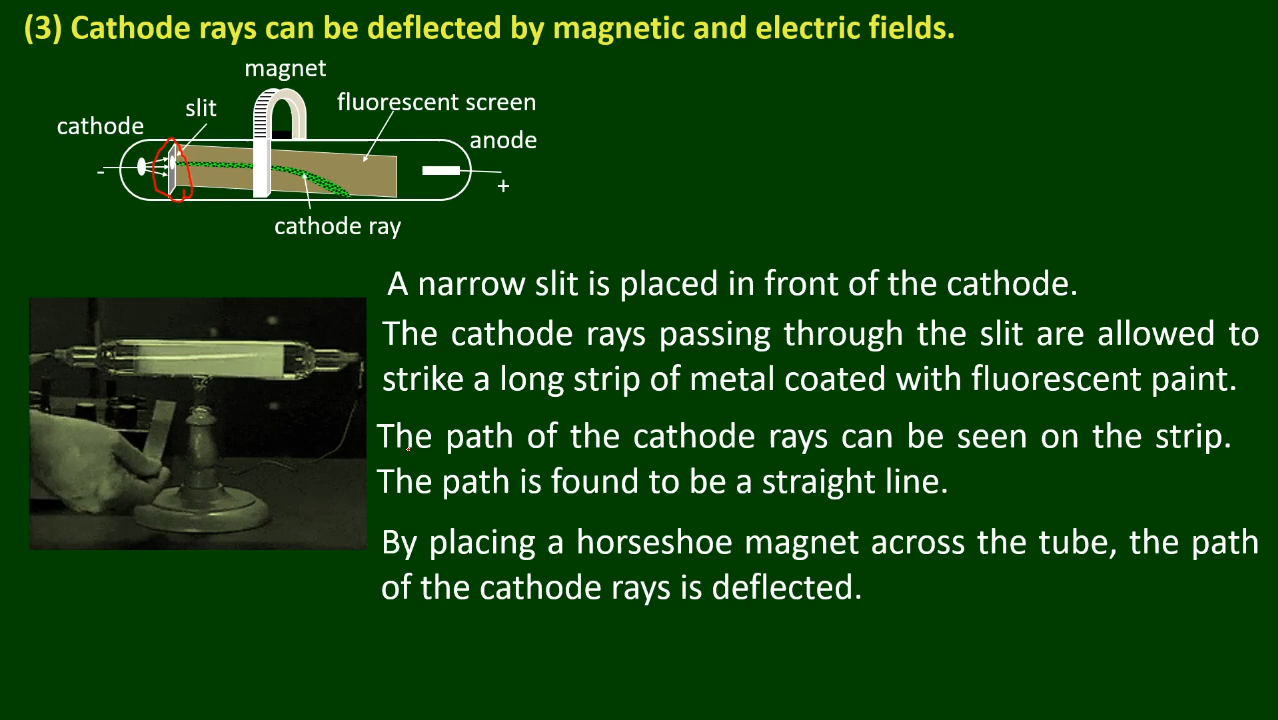 (3) Cathode rays can be deflected by magnetic and electric fields.
magnet
slit
fluorescent screen
cathode
anode
-
+
cathode ray
A narrow slit is placed in front of the cathode.
The cathode rays passing through the slit are allowed to
strike a long strip of metal coated with fluorescent paint.
The path of the cathode rays can be seen on the strip.
The path is found to be a straight line.
By placing a horseshoe magnet across the tube, the path
of the cathode rays is deflected.